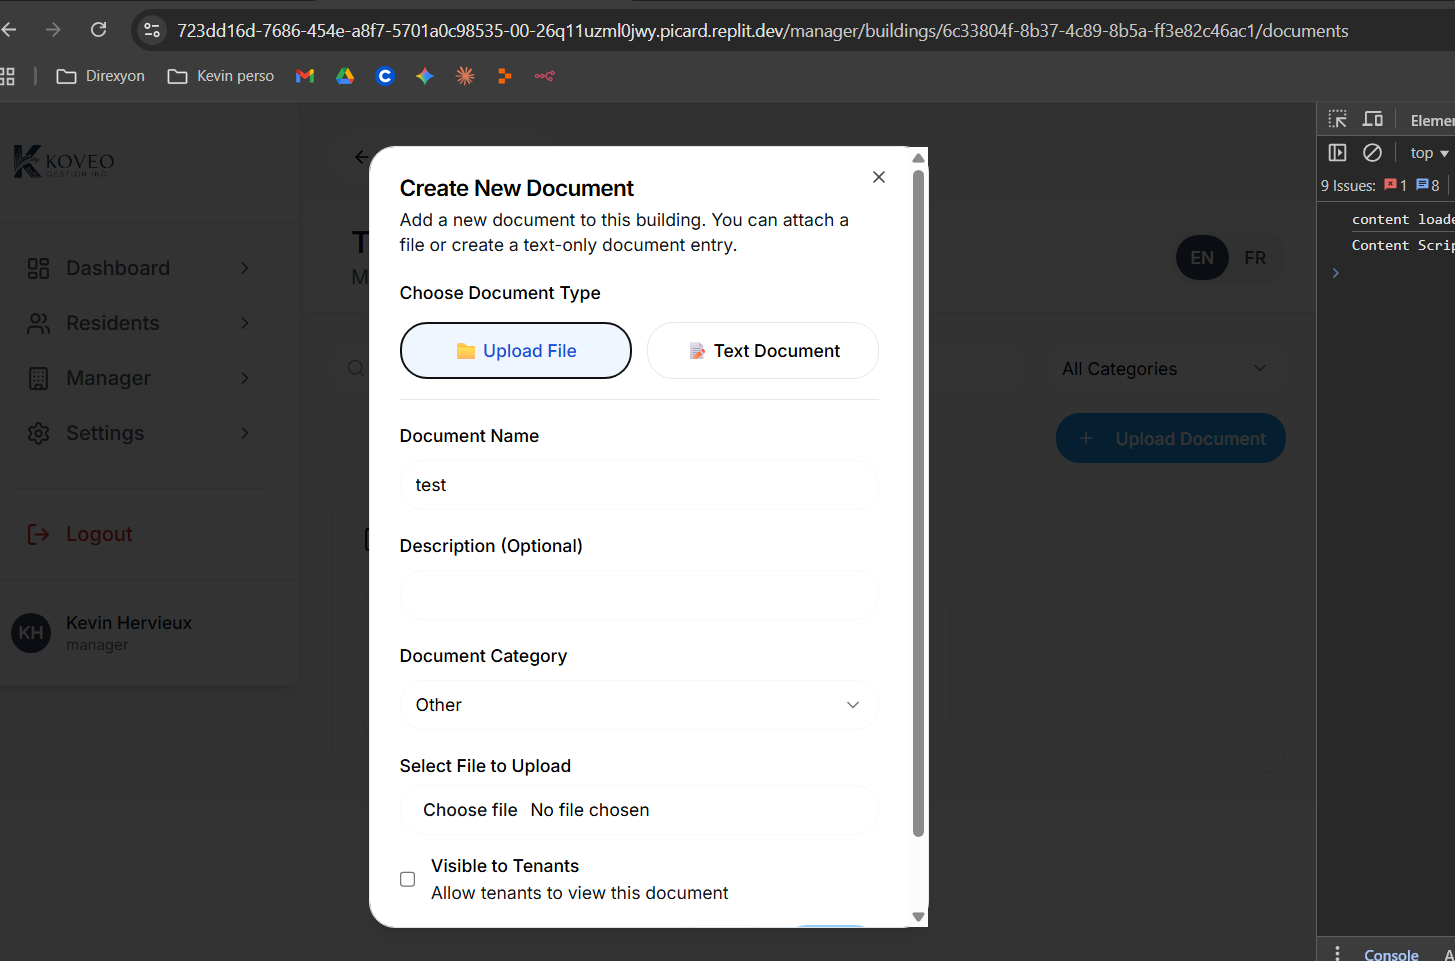 723dd16d-7686-454e-a8f7-5701a0c98535-00-26q11uzml0jwy.picard.replit.dev/manager/buildings/6c33804f-8b37-4c89-8b5a-ff3e82c46ac1/documents
Direxyon
Kevin perso
KOVEO
GESTION INC.
Dashboard
Residents
Manager
Settings
Logout
KH
Kevin Hervieux
manager
T
M
EN
FR
All Categories
+ Upload Document
Create New Document
Add a new document to this building. You can attach a
file or create a text-only document entry.
Choose Document Type
Upload File
Text Document
Document Name
test
Description (Optional)
Document Category
Other
Select File to Upload
Choose file No file chosen
Visible to Tenants
Allow tenants to view this document
Elemen
top
9 Issues: 1 8
content loade
Content Scrip
Console A